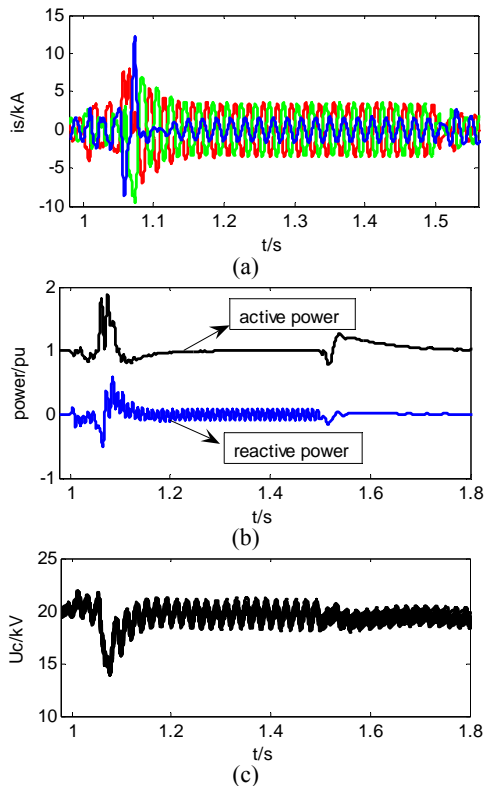 15
10
5
0
-5
-10
is/kA
1 1.1 1.2 1.3 1.4 1.5
t/s
(a)
2
1
0
-1
power/pu
active power
reactive power
1 1.2 1.4 1.6 1.8
t/s
(b)
25
20
15
10
Uc/kV
1 1.2 1.4 1.6 1.8
t/s
(c)